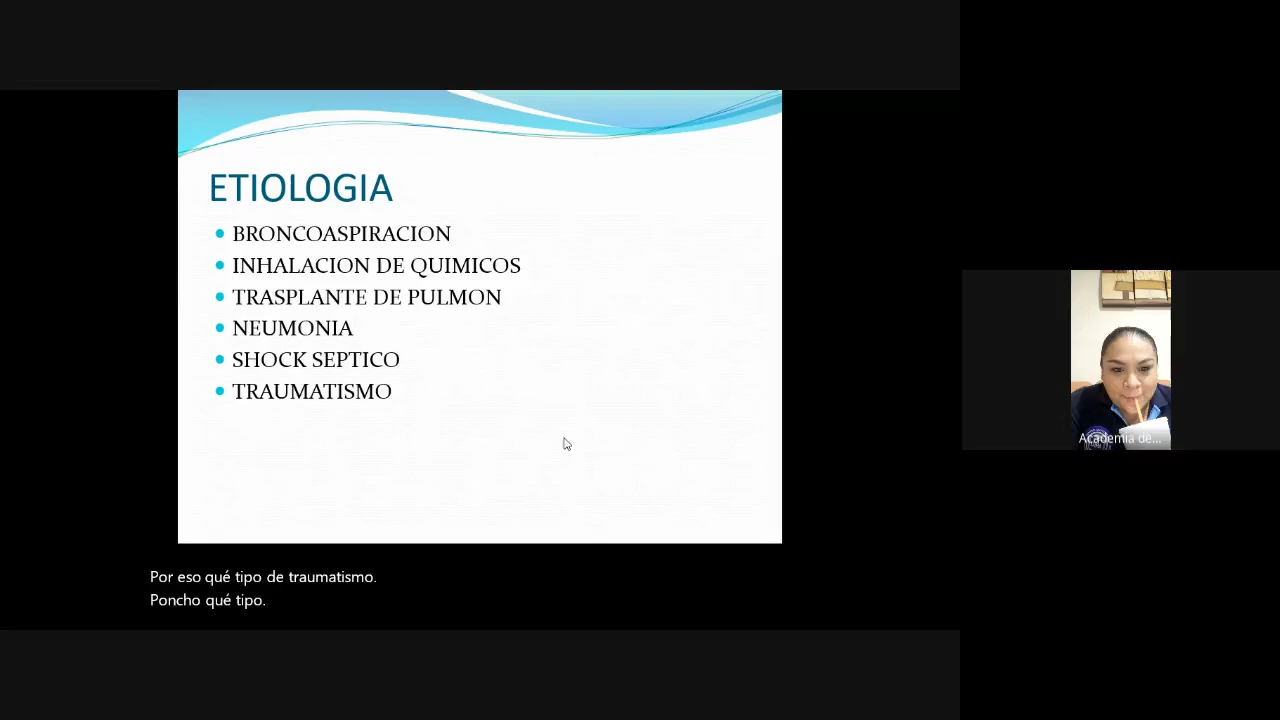 ETIOLOGIA
BRONCOASPIRACION
INHALACION DE QUIMICOS
TRASPLANTE DE PULMON
NEUMONIA
SHOCK SEPTICO
TRAUMATISMO
Academia de...
Por eso qué tipo de traumatismo.
Poncho qué tipo.